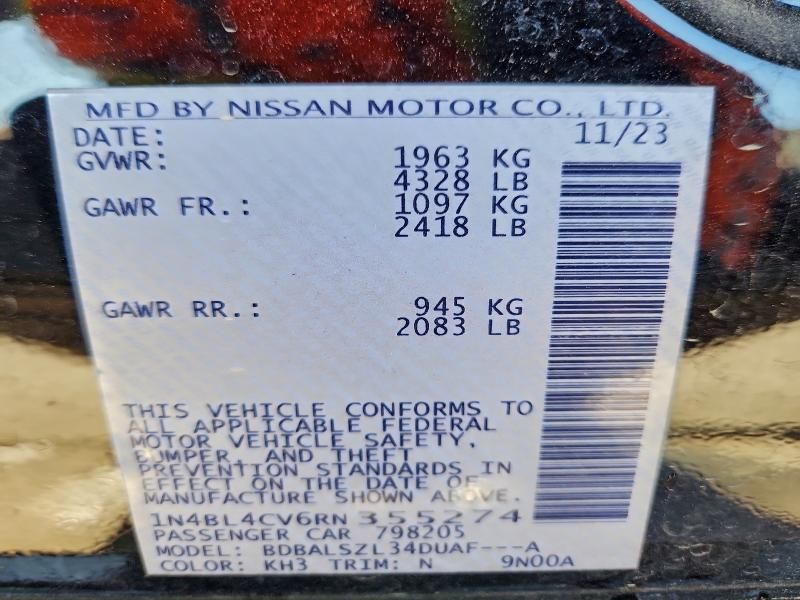 MFD BY NISSAN MOTOR CO., LTD.
DATE: 11/23
GVWR: 1963 KG
4328 LB
GAWR FR.: 1097 KG
2418 LB
GAWR RR.: 945 KG
2083 LB
THIS VEHICLE CONFORMS TO
ALL APPLICABLE FEDERAL
MOTOR VEHICLE SAFETY,
BUMPER, AND THEFT
PREVENTION STANDARDS IN
EFFECT ON THE DATE OF
MANUFACTURE SHOWN ABOVE.
1N4BL4CV6RN 355274
PASSENGER CAR 798205
MODEL: BDBALSZL34DUAF---A
COLOR: KH3 TRIM: N 9N00A